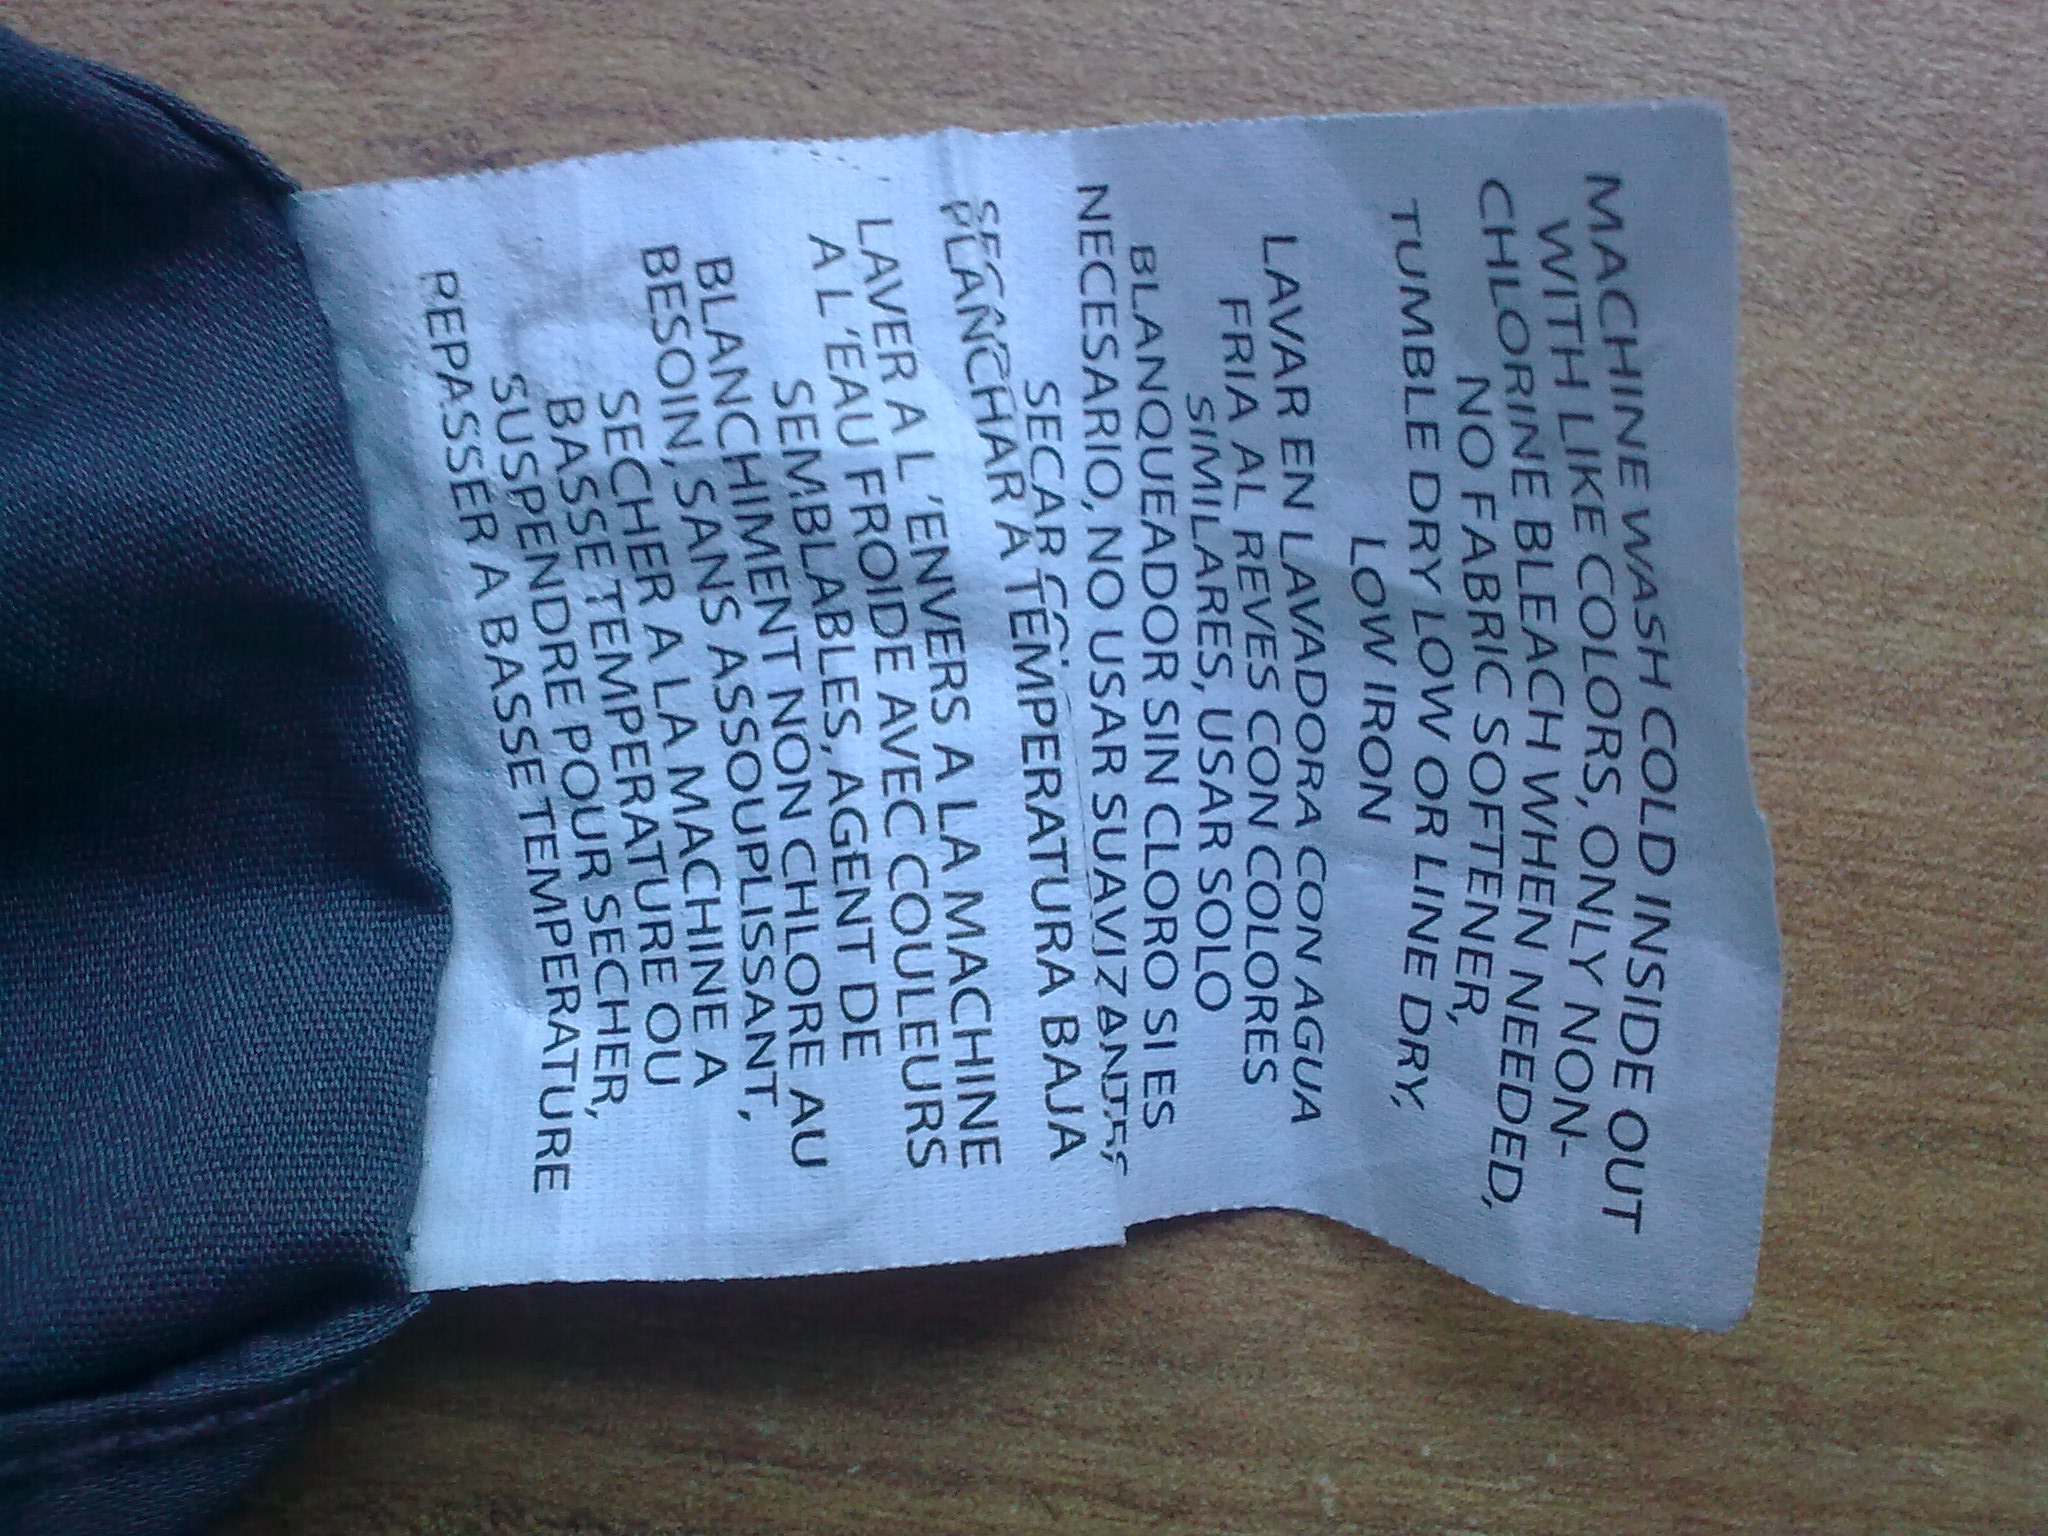 MACHINE WASH COLD INSIDE OUT
WITH LIKE COLORS, ONLY NON-
CHLORINE BLEACH WHEN NEEDED,
NO FABRIC SOFTENER,
TUMBLE DRY LOW OR LINE DRY,
LOW IRON
LAVAR EN LAVADORA CON AGUA
FRIA AL REVES CON COLORES
SIMILARES, USAR SOLO
BLANQUEADOR SIN CLORO SI ES
NECESARIO, NO USAR SUAVIZANTES
SECAR
PLANCHAR A TEMPERATURA BAJA
LAVER A L 'ENVERS A LA MACHINE
A L 'EAU FROIDE AVEC COULEURS
SEMBLABLES, AGENT DE
BLANCHIMENT NON CHLORE AU
BESOIN, SANS ASSOUPLISSANT,
SECHER A LA MACHINE A
BASSE TEMPERATURE OU
SUSPENDRE POUR SECHER,
REPASSER A BASSE TEMPERATURE